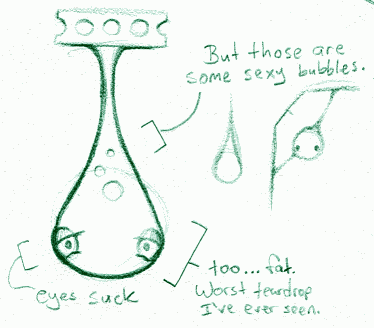 But those are
some sexy bubbles.
eyes suck
too... fat.
Worst teardrop
I've ever seen.